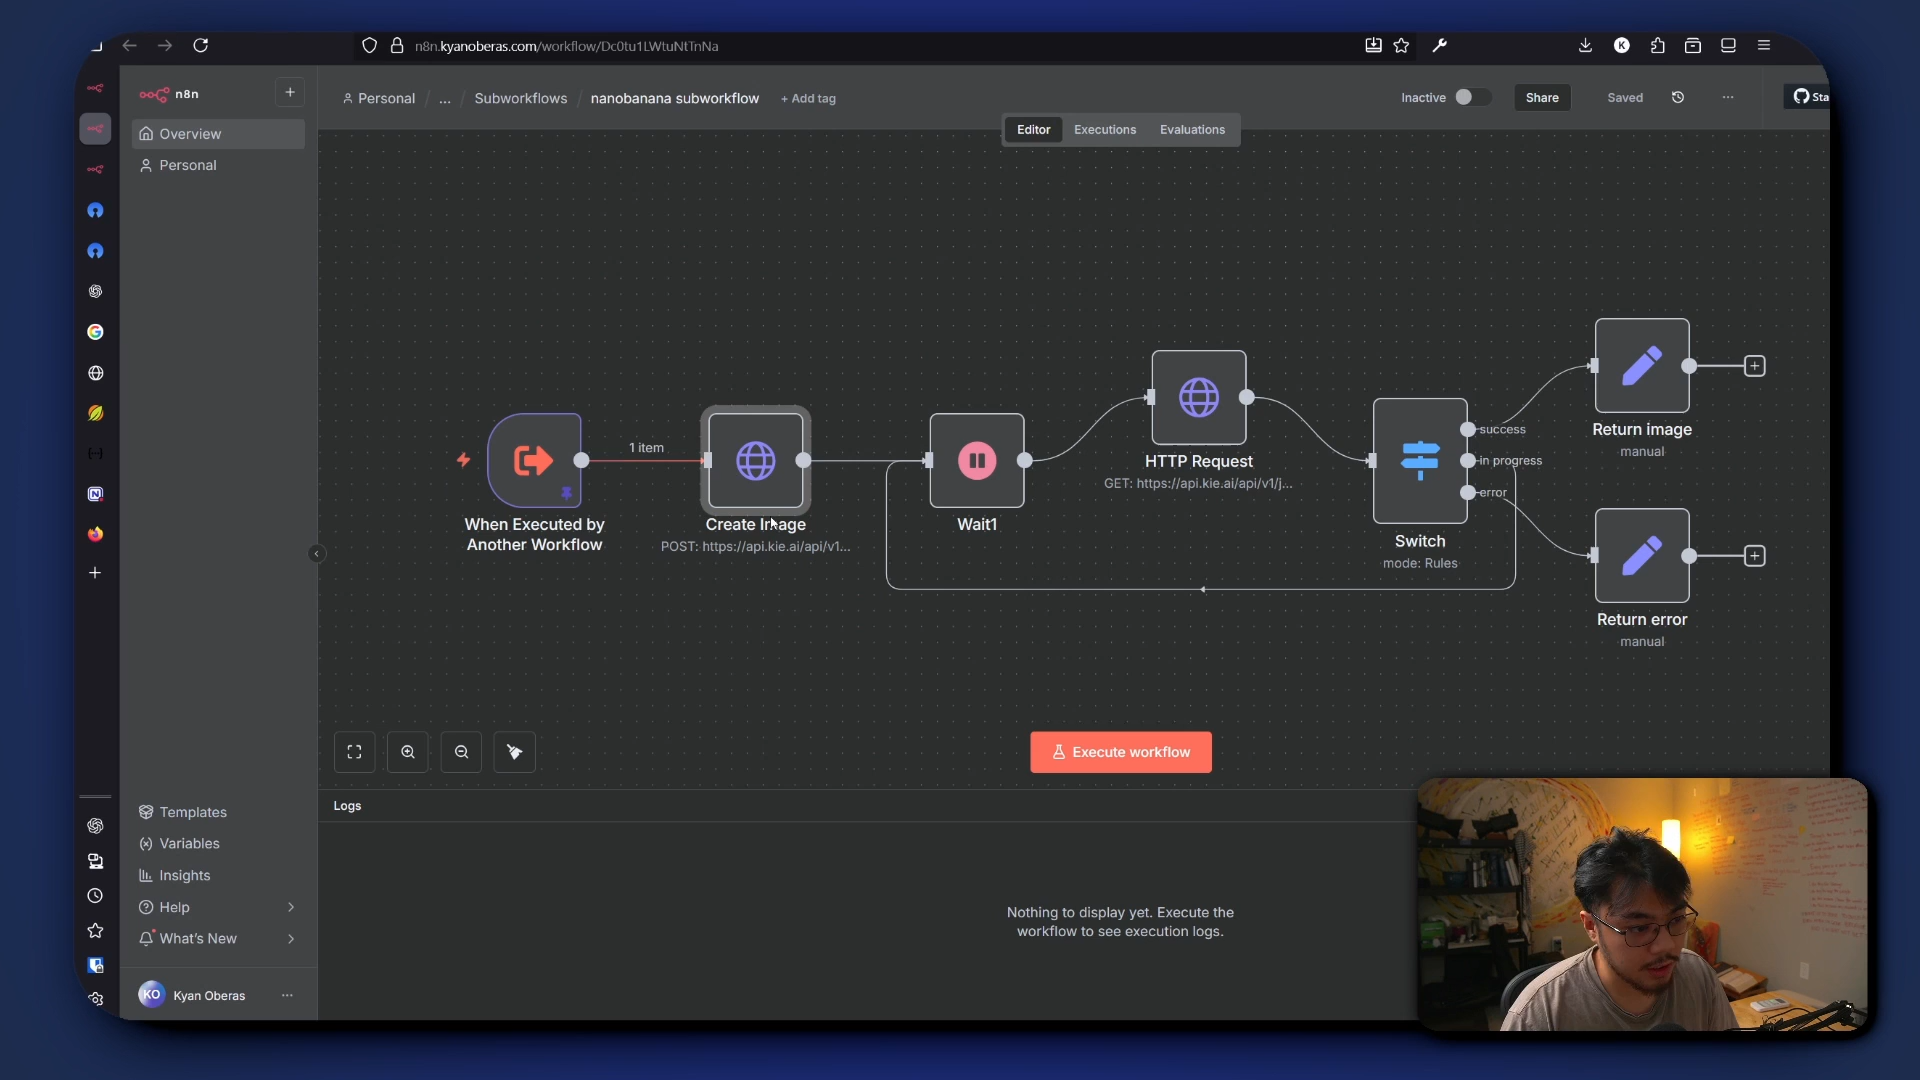 n8n.kyanoberas.com/workflow/Dc0tu1LWtuNtTnNa
K
n8n
+
Personal / ... / Subworkflows / nanobanana subworkflow + Add tag
Inactive
Share
Saved
...
Sta
Overview
Personal
Editor
Executions
Evaluations
1 item
When Executed by
Another Workflow
Create Image
POST: https://api.kie.ai/api/v1...
Wait1
HTTP Request
GET: https://api.kie.ai/api/v1/j...
success
in progress
error
Switch
mode: Rules
Return image
manual
Return error
manual
Execute workflow
Logs
Nothing to display yet. Execute the
workflow to see execution logs.
Templates
Variables
Insights
Help
What's New
KO
Kyan Oberas
...